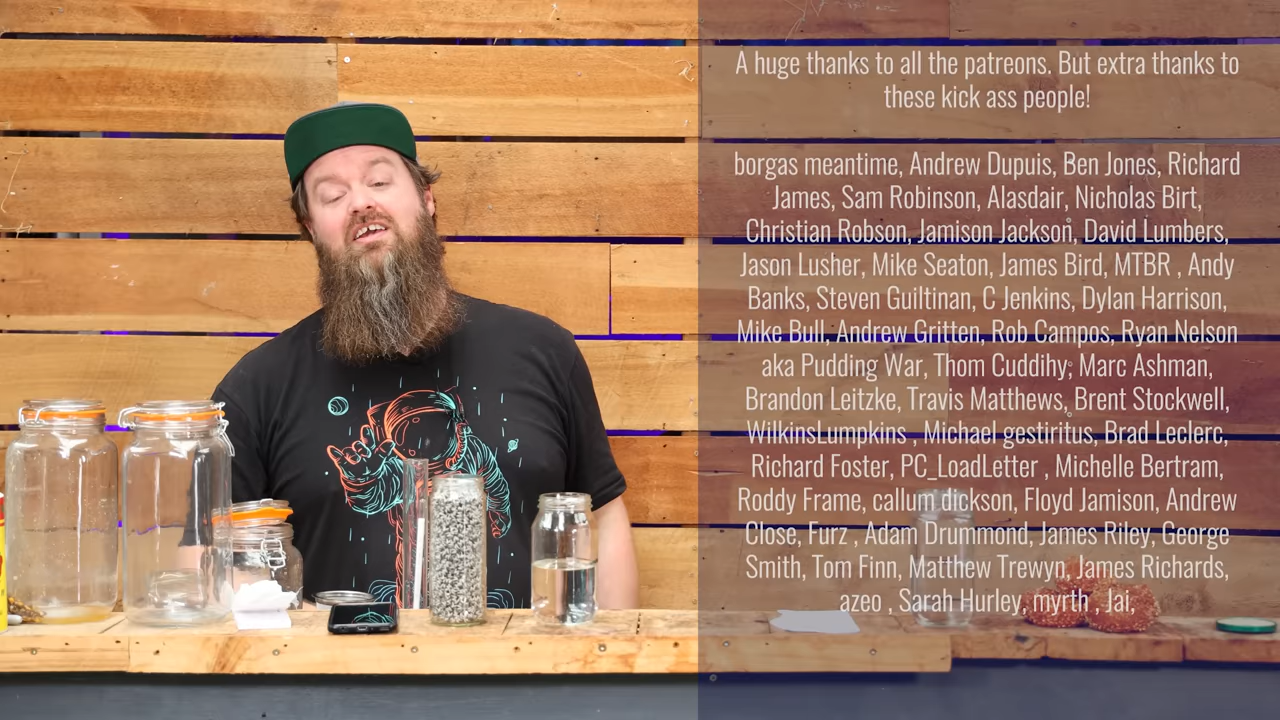 A huge thanks to all the patreons. But extra thanks to
these kick ass people!
borgas meantime, Andrew Dupuis, Ben Jones, Richard
James, Sam Robinson, Alasdair, Nicholas Birt,
Christian Robson, Jamison Jackson, David Lumbers,
Jason Lusher, Mike Seaton, James Bird, MTBR , Andy
Banks, Steven Guiltinan, C Jenkins, Dylan Harrison,
Mike Bull, Andrew Gritten, Rob Campos, Ryan Nelson
aka Pudding War, Thom Cuddihy, Marc Ashman,
Brandon Leitzke, Travis Matthews, Brent Stockwell,
WilkinsLumpkins , Michael gestiritus, Brad Leclerc,
Richard Foster, PC_LoadLetter , Michelle Bertram,
Roddy Frame, callum dickson, Floyd Jamison, Andrew
Close, Furz , Adam Drummond, James Riley, George
Smith, Tom Finn, Matthew Trewyn, James Richards,
azeo , Sarah Hurley, myrth , Jai,